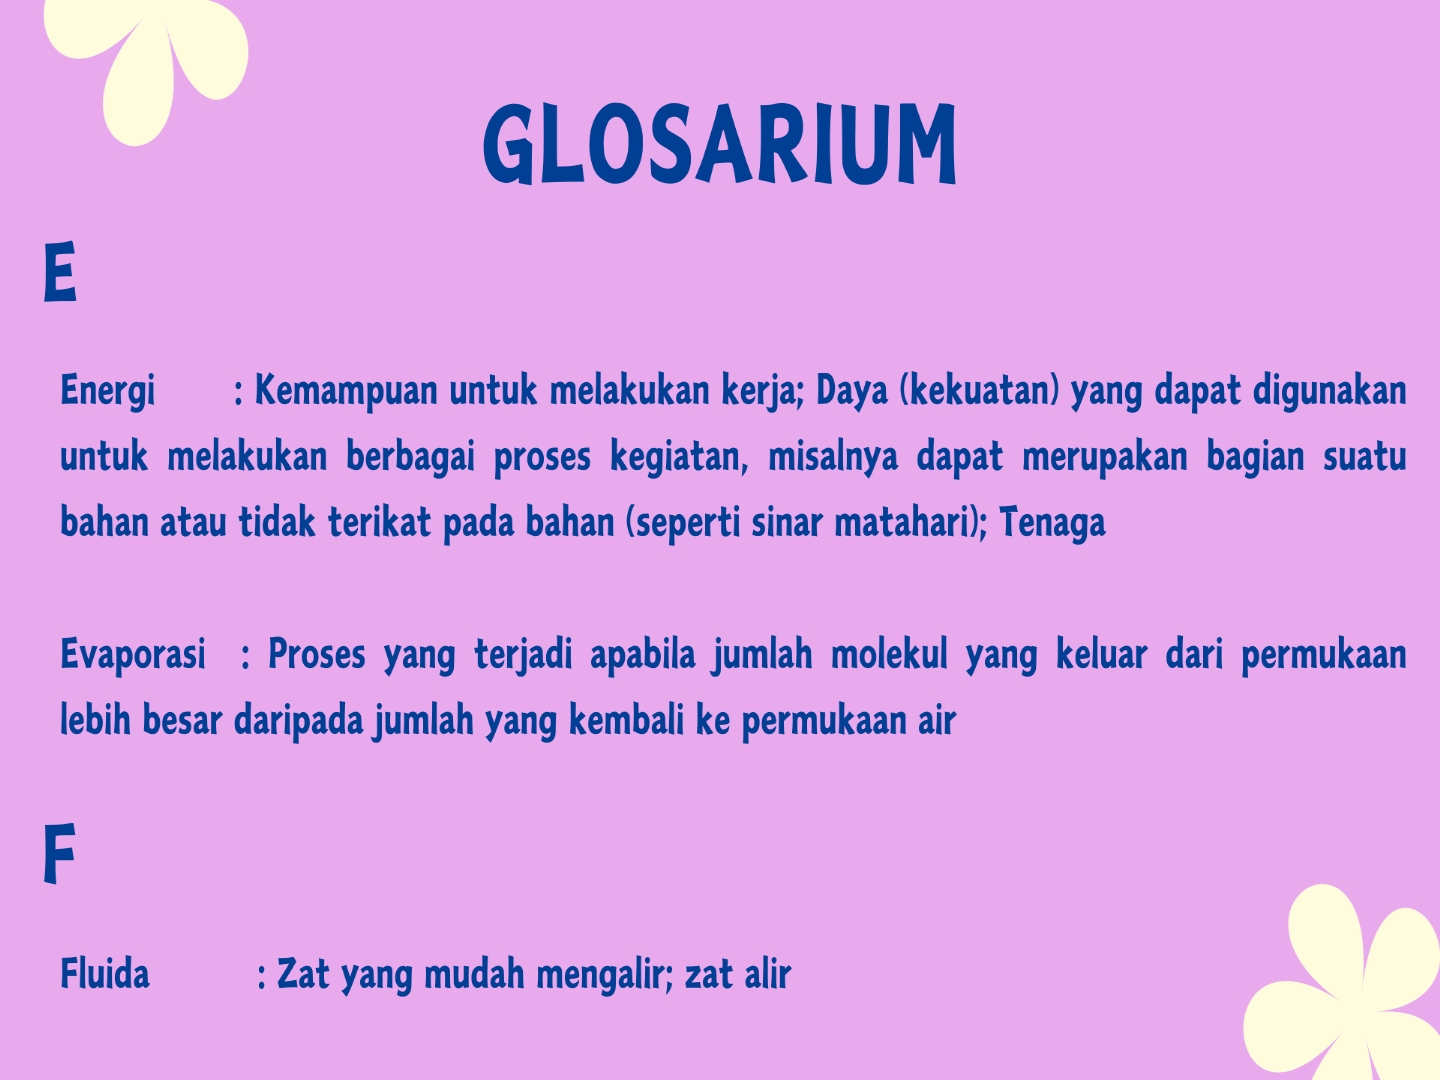 GLOSARIUM
E
Energi : Kemampuan untuk melakukan kerja; Daya (kekuatan) yang dapat digunakan
untuk melakukan berbagai proses kegiatan, misalnya dapat merupakan bagian suatu
bahan atau tidak terikat pada bahan (seperti sinar matahari); Tenaga
Evaporasi : Proses yang terjadi apabila jumlah molekul yang keluar dari permukaan
lebih besar daripada jumlah yang kembali ke permukaan air
F
Fluida : Zat yang mudah mengalir; zat alir